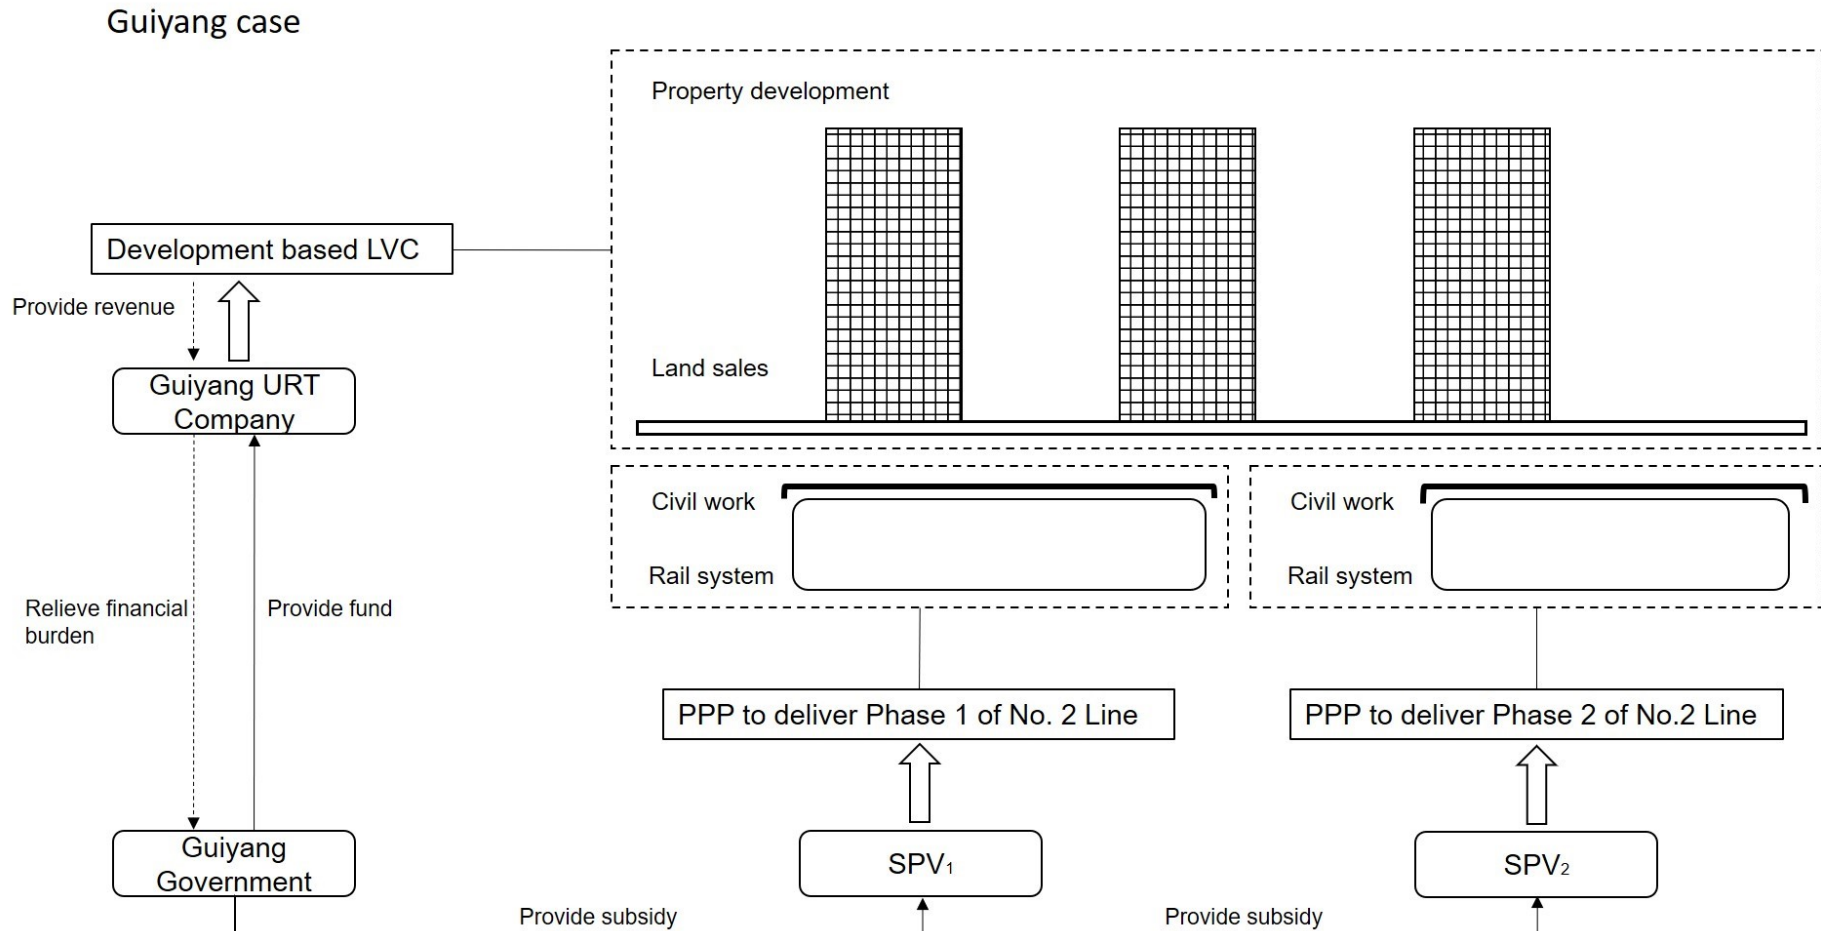 Guiyang case
Property development
Development based LVC
Provide revenue
Land sales
Guiyang URT
Company
Civil work
Civil work
Rail system
Rail system
Relieve financial
burden
Provide fund
PPP to deliver Phase 1 of No. 2 Line
PPP to deliver Phase 2 of No.2 Line
Guiyang
Government
SPV₁
SPV₂
Provide subsidy
Provide subsidy